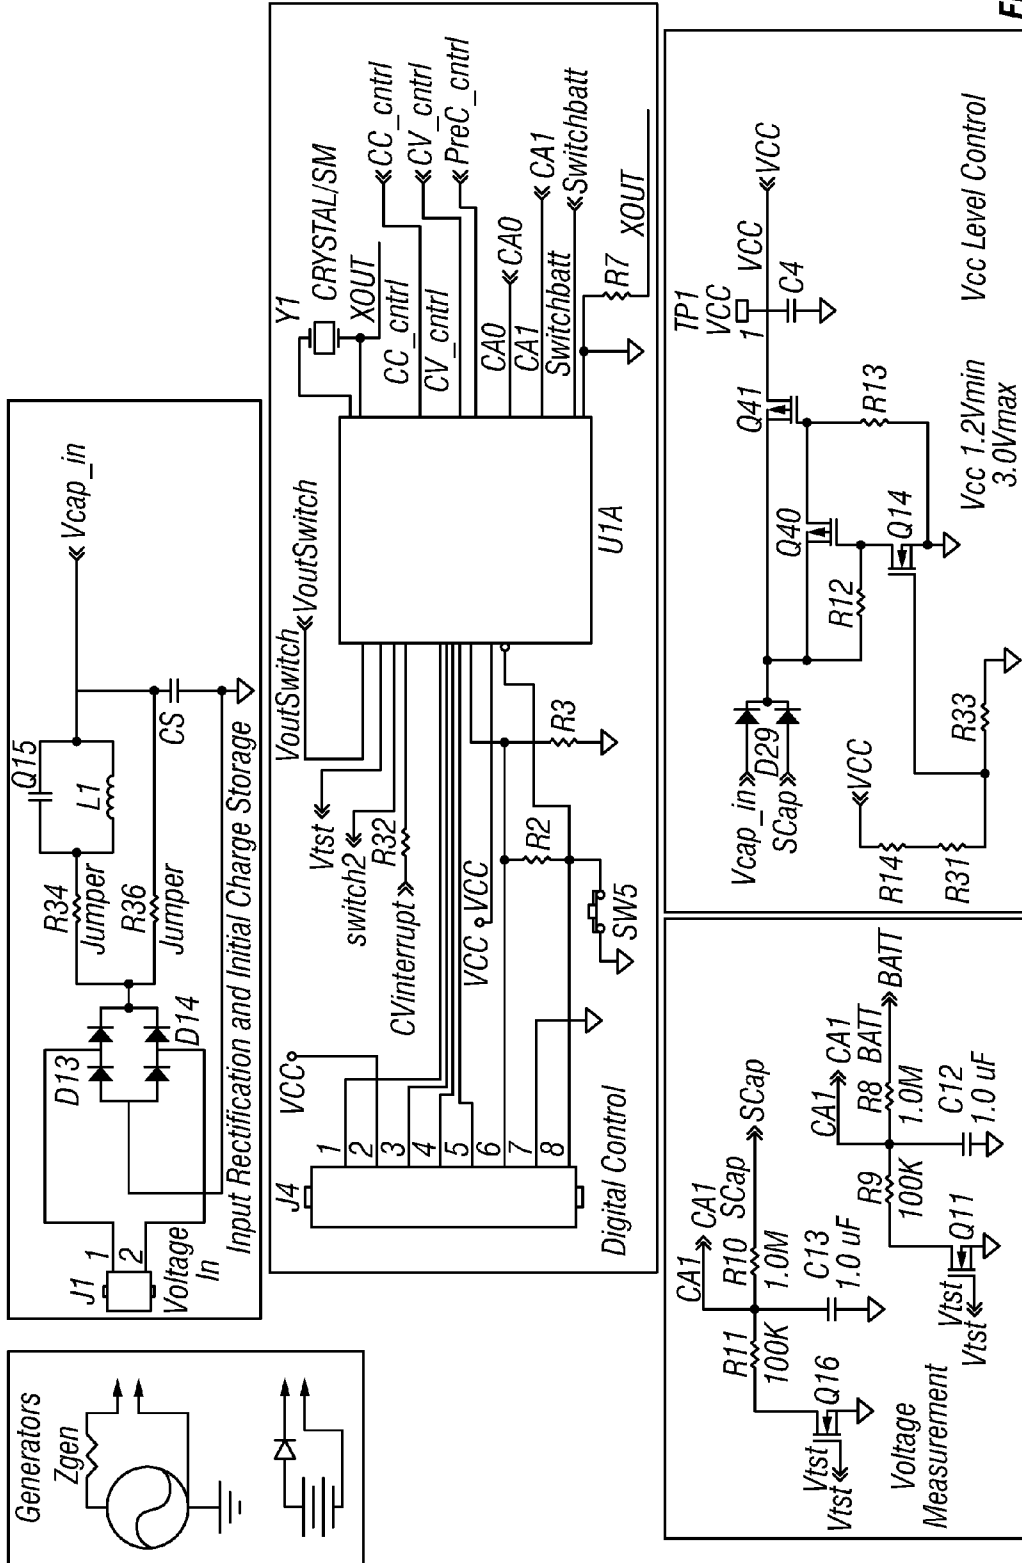 Generators
Zgen
J1
1
2
Voltage
In
D13
D14
R34
Jumper
R36
Jumper
Q15
L1
CS
Vcap_in
Input Rectification and Initial Charge Storage
J4
1
2
3
4
5
6
7
8
Digital Control
VCC
VoutSwitch
VoutSwitch
Vtst
switch2
R32
CVinterrupt
VCC
VCC
R2
R3
SW5
U1A
Y1
CRYSTAL/SM
XOUT
CC_cntrl
CC_cntrl
CV_cntrl
CV_cntrl
PreC_cntrl
CA0
CA0
CA1
CA1
Switchbatt
Switchbatt
R7
XOUT
CA1
CA1
R11
100K
R10
1.0M
SCap
SCap
C13
1.0 uF
Q16
Vtst
Vtst
CA1
CA1
R9
100K
R8
1.0M
BATT
BATT
C12
1.0 uF
Q11
Vtst
Vtst
Voltage
Measurement
Vcap_in
SCap
D29
VCC
R14
R31
R33
R12
Q40
Q14
Q41
R13
TP1
VCC
1
C4
VCC
VCC
Vcc 1.2Vmin
3.0Vmax
Vcc Level Control